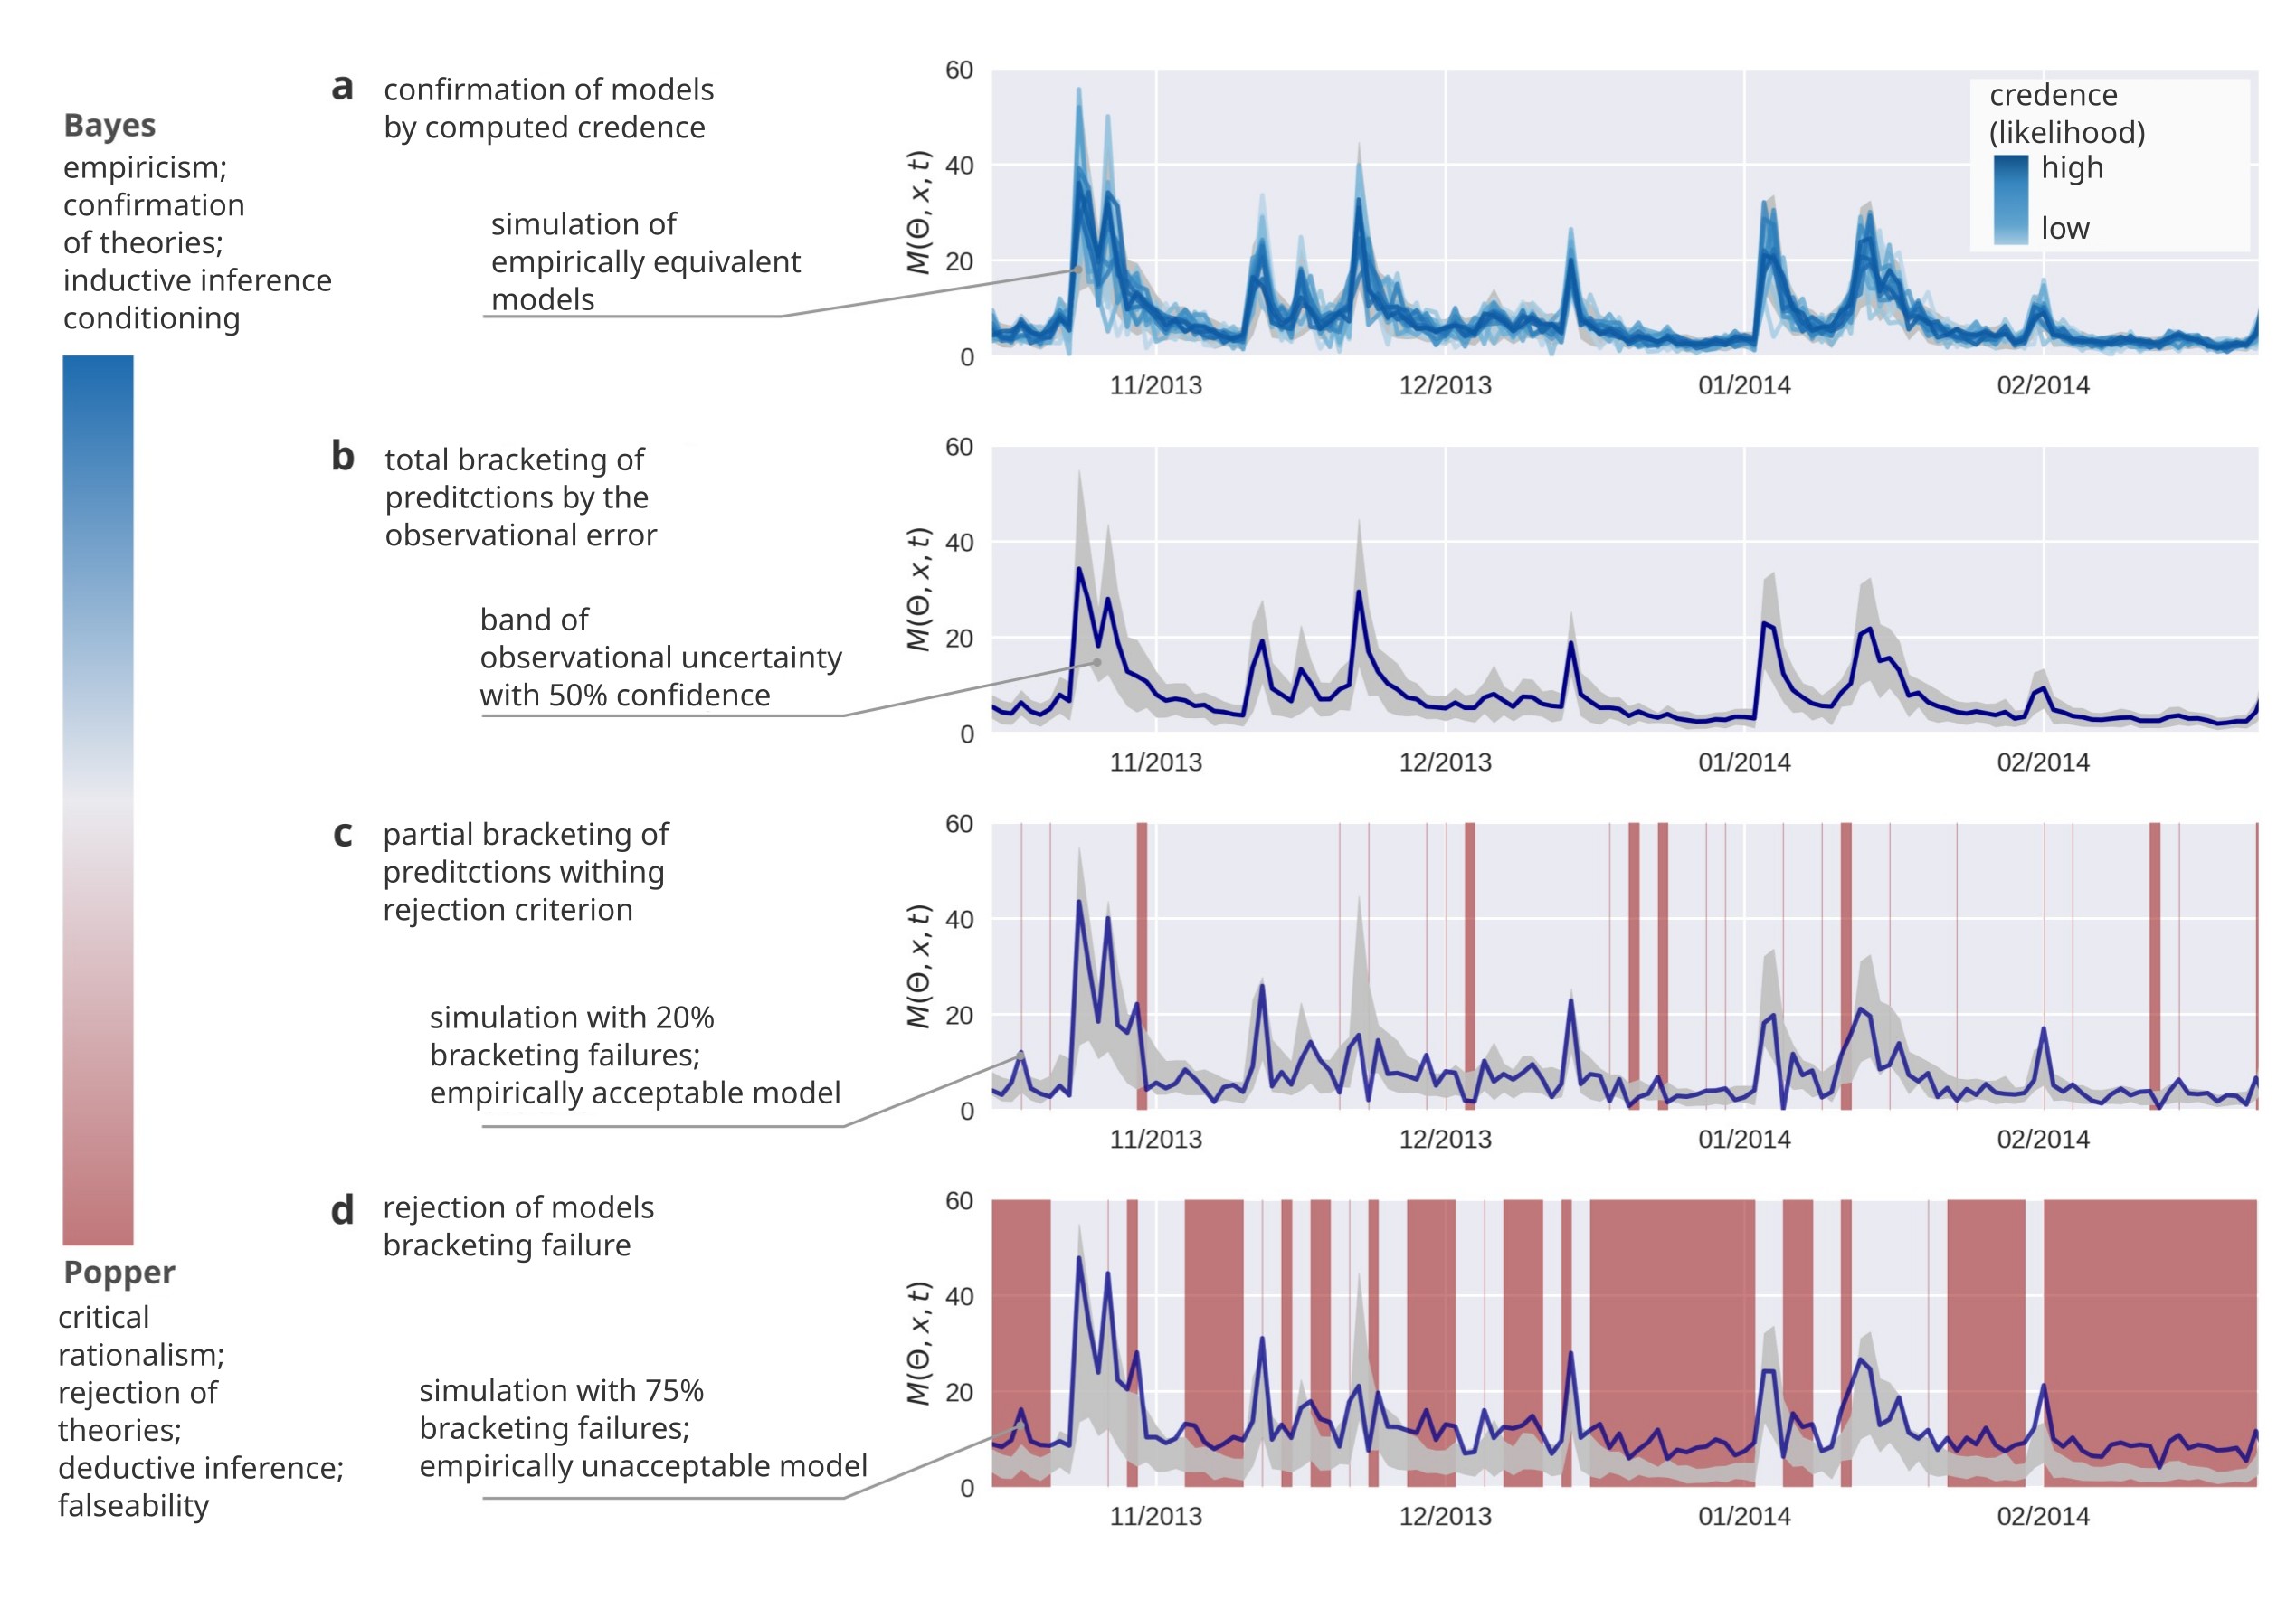 Bayes
empiricism;
confirmation
of theories;
inductive inference
conditioning
Popper
critical
rationalism;
rejection of
theories;
deductive inference;
falseability
a
confirmation of models
by computed credence
simulation of
empirically equivalent
models
M(Θ, x, t)
60
40
20
0
11/2013
12/2013
01/2014
02/2014
credence
(likelihood)
high
low
b
total bracketing of
preditctions by the
observational error
band of
observational uncertainty
with 50% confidence
M(Θ, x, t)
60
40
20
0
11/2013
12/2013
01/2014
02/2014
c
partial bracketing of
preditctions withing
rejection criterion
simulation with 20%
bracketing failures;
empirically acceptable model
M(Θ, x, t)
60
40
20
0
11/2013
12/2013
01/2014
02/2014
d
rejection of models
bracketing failure
simulation with 75%
bracketing failures;
empirically unacceptable model
M(Θ, x, t)
60
40
20
0
11/2013
12/2013
01/2014
02/2014